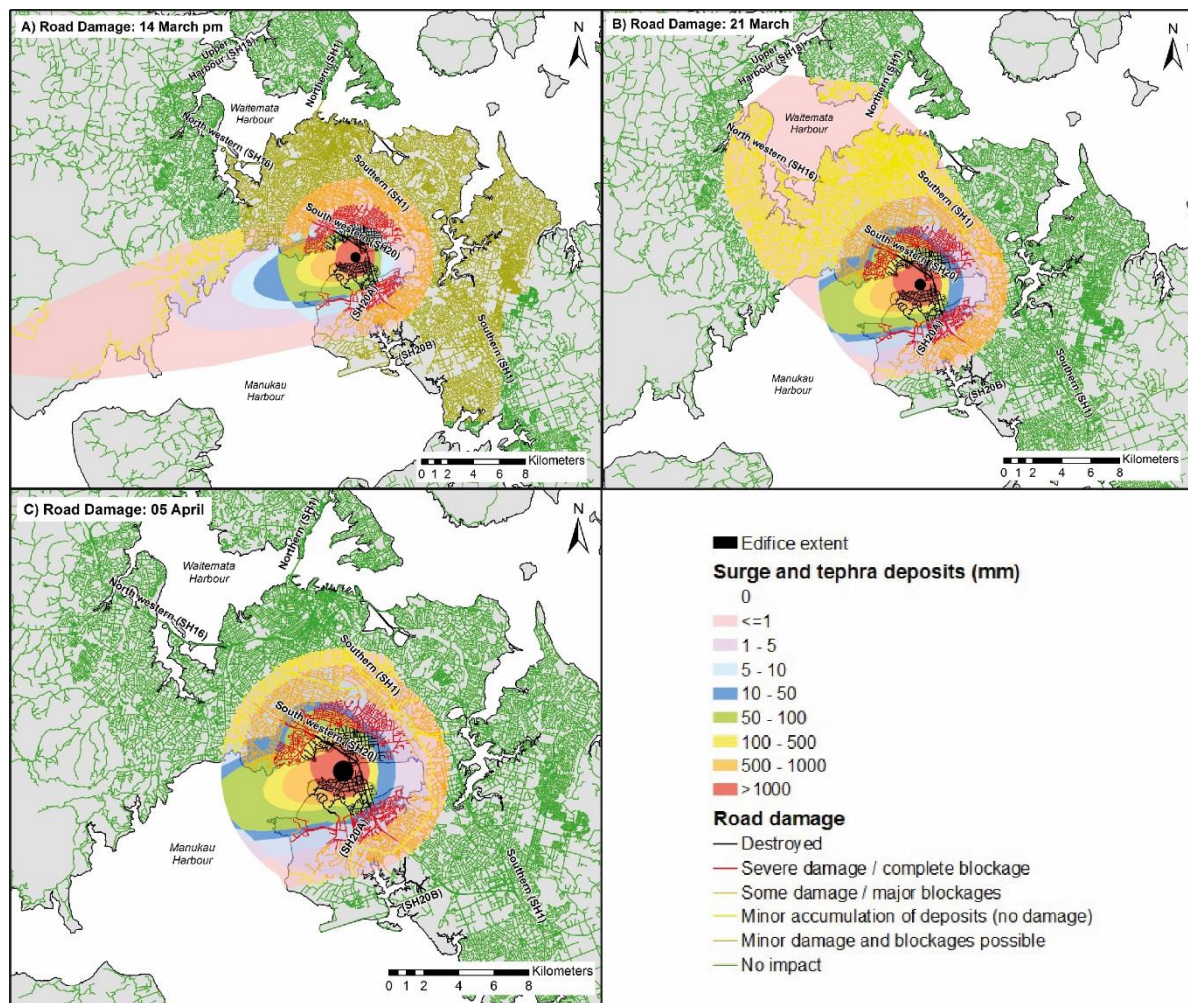 A) Road Damage: 14 March pm
N
Upper
Harbour (SH18)
Northern (SH1)
Waitemata
Harbour
North western (SH16)
Southern (SH1)
South western (SH20)
(SH20A)
(SH20B)
Southern (SH1)
Manukau
Harbour
Kilometers
0 1 2 4 6 8
B) Road Damage: 21 March
N
Upper
Harbour (SH18)
Northern (SH1)
Waitemata
Harbour
North western (SH16)
Southern (SH1)
South western (SH20)
(SH20A)
(SH20B)
Southern (SH1)
Manukau
Harbour
Kilometers
0 1 2 4 6 8
C) Road Damage: 05 April
N
Northern (SH1)
Waitemata
Harbour
North western (SH16)
Southern (SH1)
South western (SH20)
(SH20A)
(SH20B)
Southern (SH1)
Manukau
Harbour
Kilometers
0 1 2 4 6 8
Edifice extent
Surge and tephra deposits (mm)
0
<=1
1 - 5
5 - 10
10 - 50
50 - 100
100 - 500
500 - 1000
>1000
Road damage
Destroyed
Severe damage / complete blockage
Some damage / major blockages
Minor accumulation of deposits (no damage)
Minor damage and blockages possible
No impact